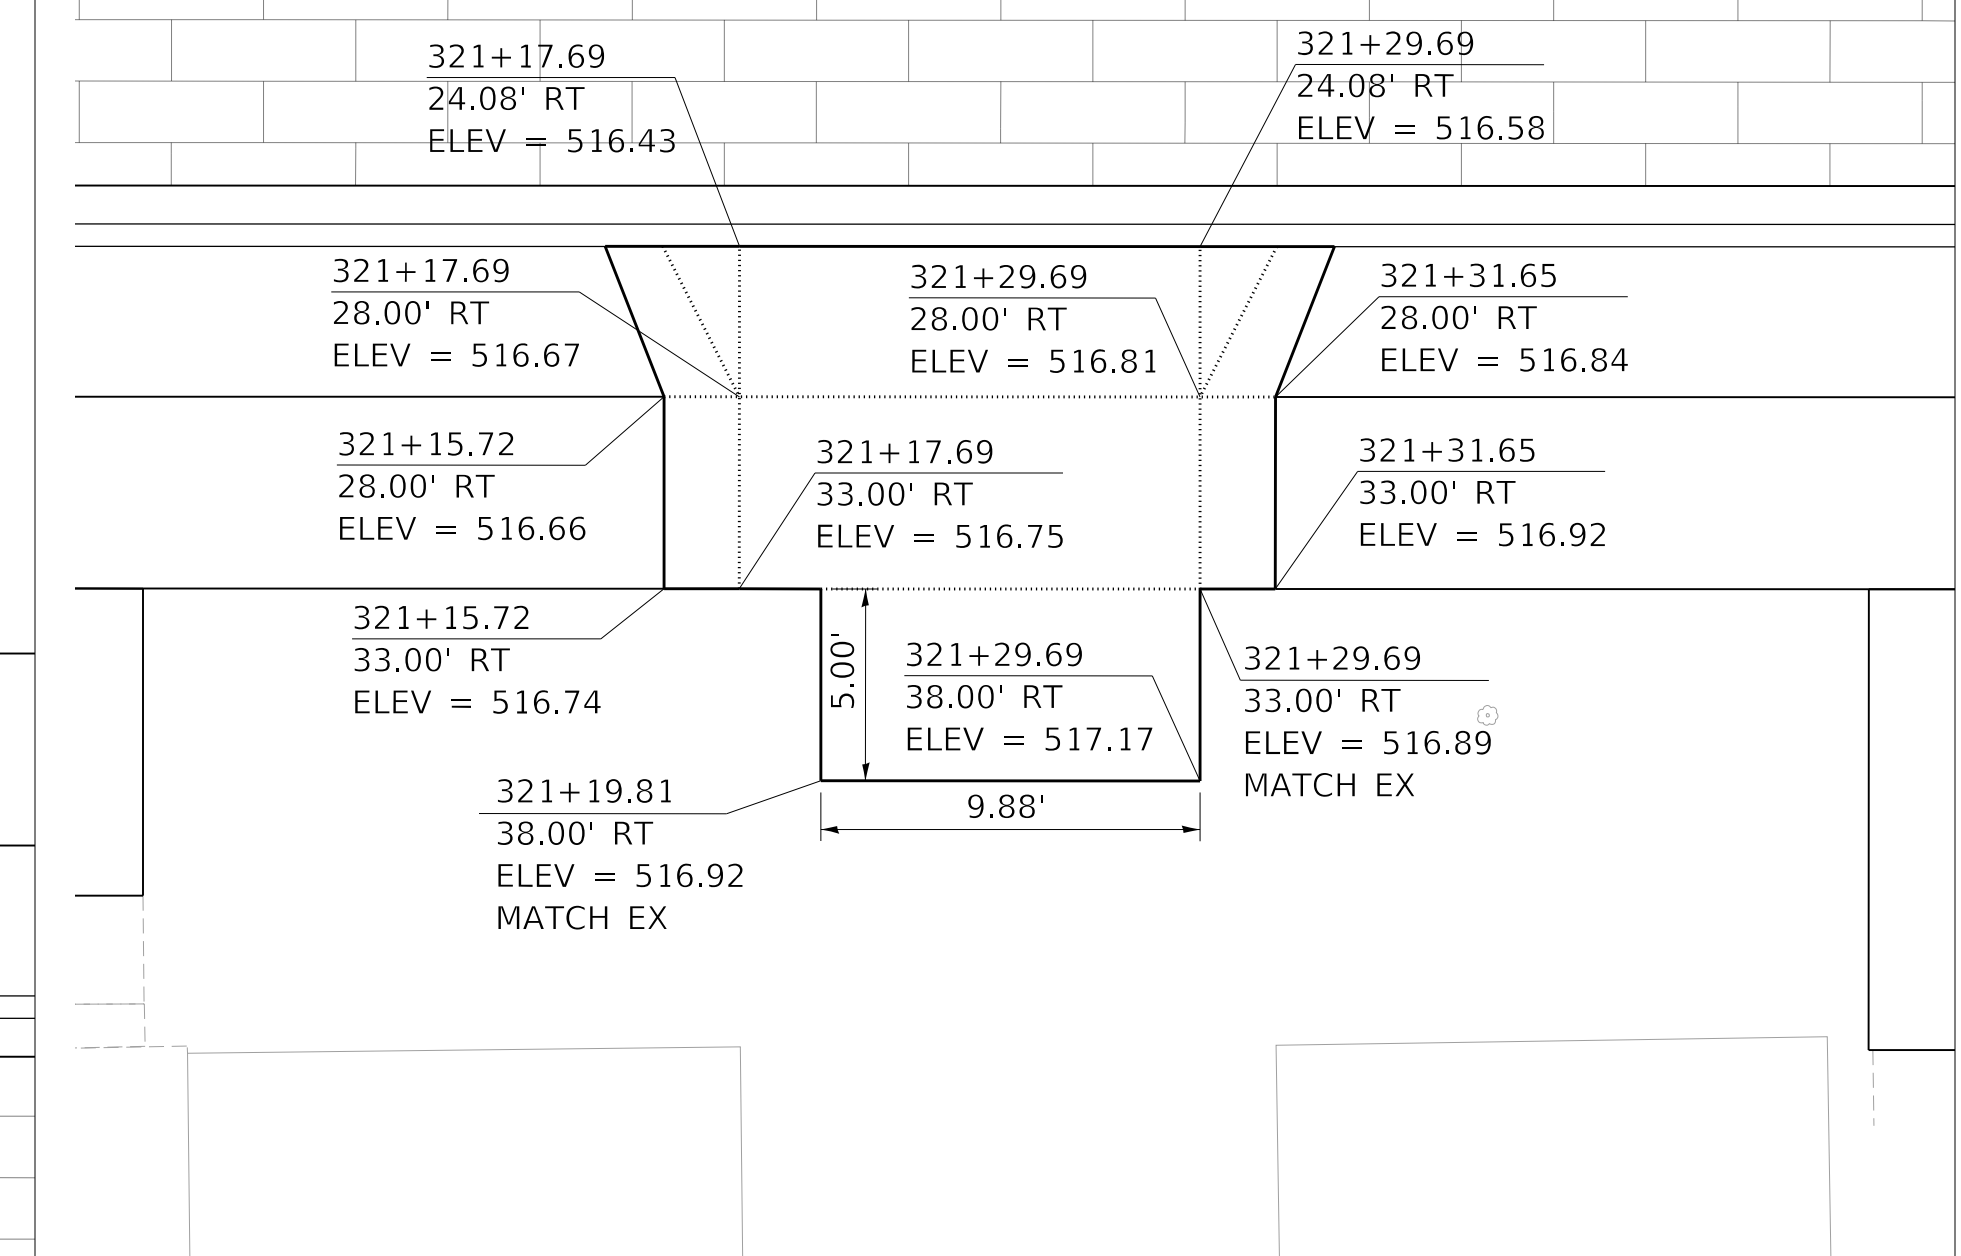 321+17.69
24.08' RT
ELEV = 516.43
321+29.69
24.08' RT
ELEV = 516.58
321+17.69
28.00' RT
ELEV = 516.67
321+29.69
28.00' RT
ELEV = 516.81
321+31.65
28.00' RT
ELEV = 516.84
321+15.72
28.00' RT
ELEV = 516.66
321+17.69
33.00' RT
ELEV = 516.75
321+31.65
33.00' RT
ELEV = 516.92
321+15.72
33.00' RT
ELEV = 516.74
5.00'
321+29.69
38.00' RT
ELEV = 517.17
321+29.69
33.00' RT
ELEV = 516.89
MATCH EX
321+19.81
38.00' RT
ELEV = 516.92
MATCH EX
9.88'